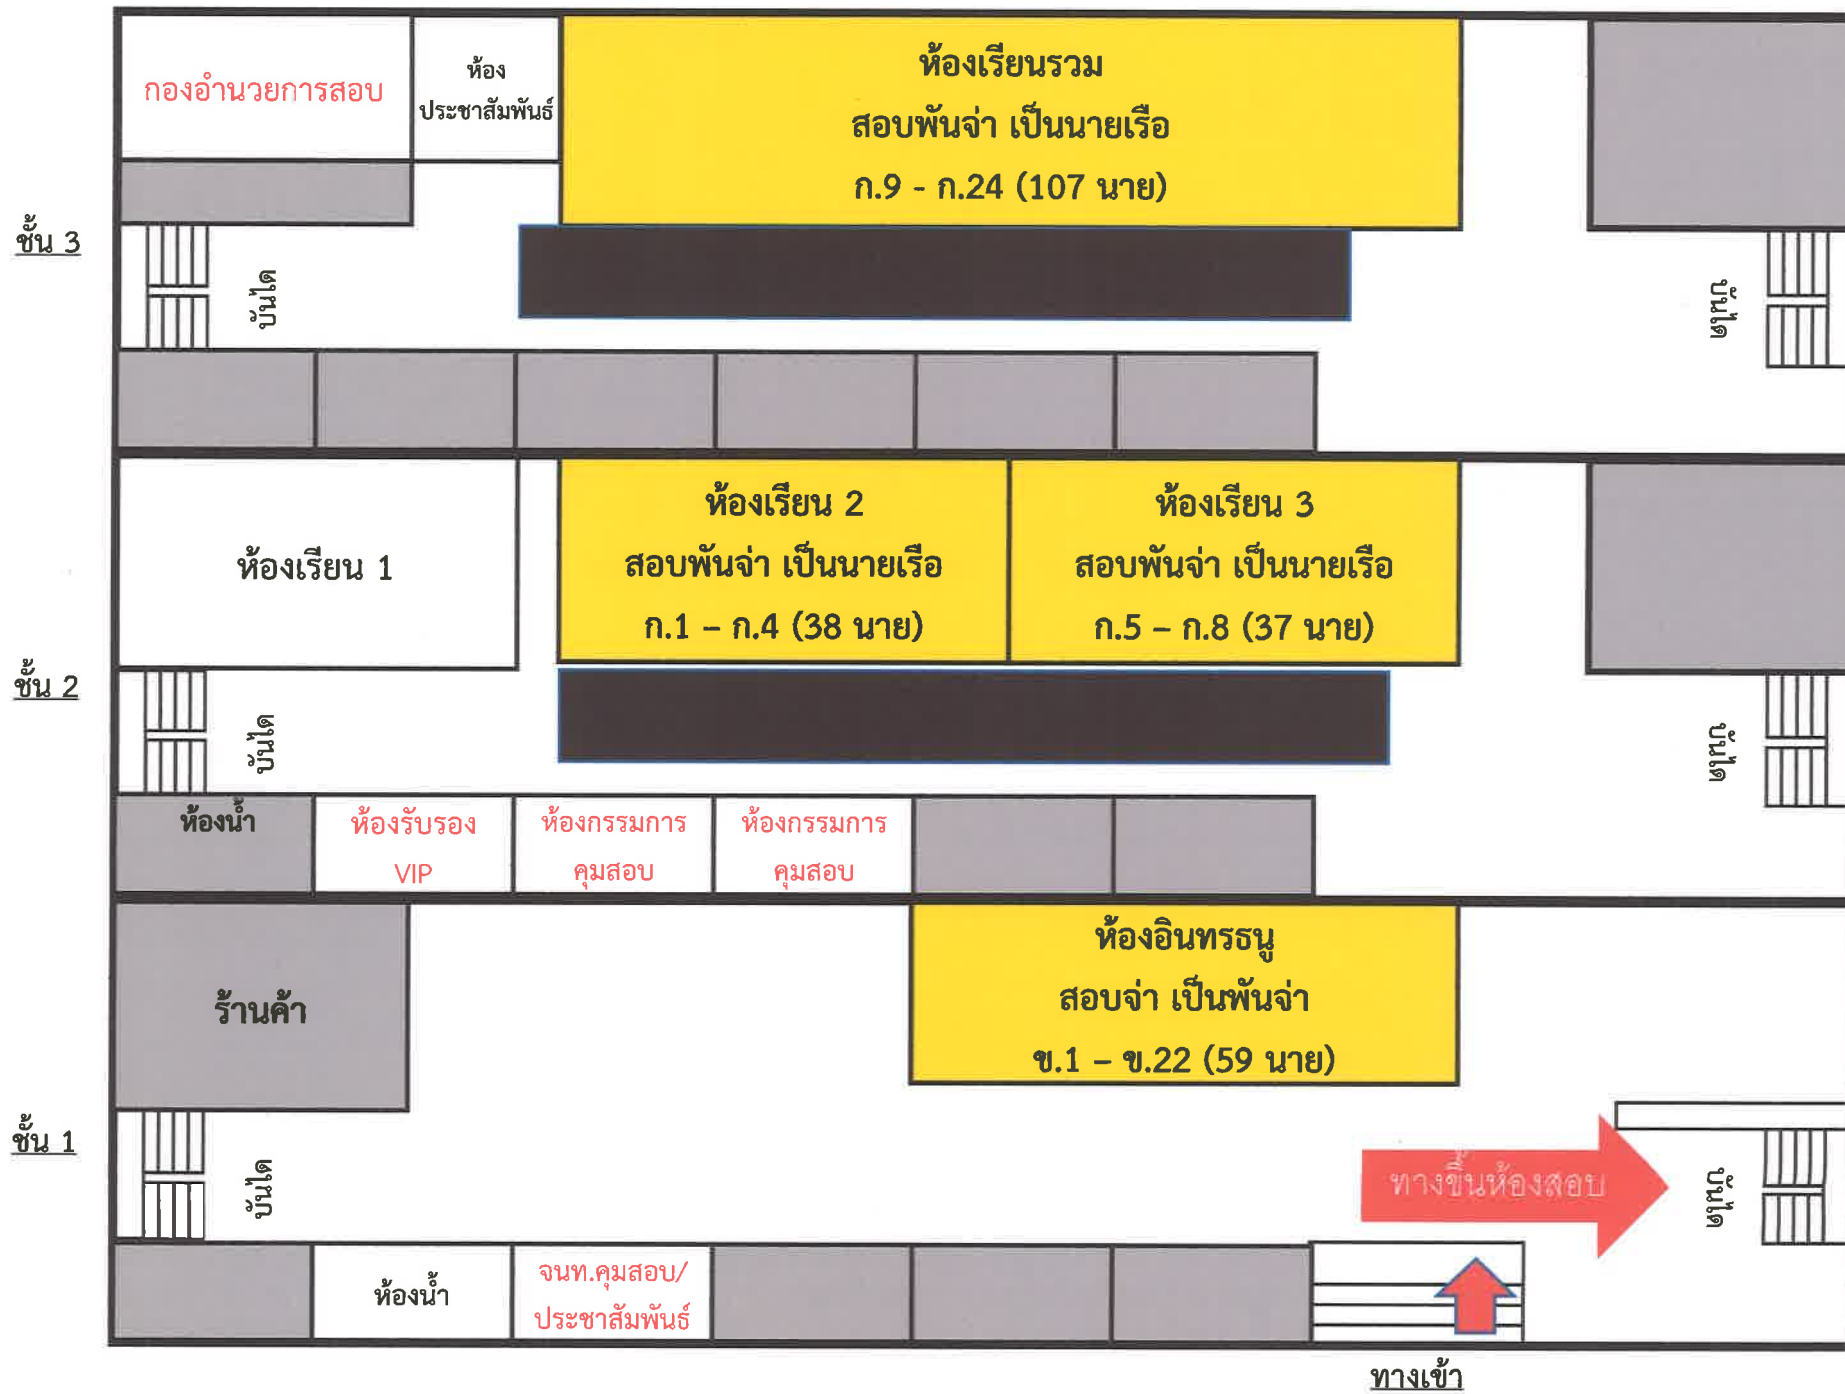 กองอำนวยการสอบ
ห้อง
ประชาสัมพันธ์
ห้องเรียนรวม
สอบพันจ่า เป็นนายเรือ
ก.9 - ก.24 (107 นาย)
ชั้น 3
บันได
บันได
ห้องเรียน 1
ห้องเรียน 2
สอบพันจ่า เป็นนายเรือ
ก.1 – ก.4 (38 นาย)
ห้องเรียน 3
สอบพันจ่า เป็นนายเรือ
ก.5 – ก.8 (37 นาย)
ชั้น 2
บันได
บันได
ห้องน้ำ
ห้องรับรอง
VIP
ห้องกรรมการ
คุมสอบ
ห้องกรรมการ
คุมสอบ
ร้านค้า
ห้องอินทรธนู
สอบจ่า เป็นพันจ่า
ข.1 – ข.22 (59 นาย)
ชั้น 1
บันได
ทางขึ้นห้องสอบ
บันได
ห้องน้ำ
จนท.คุมสอบ/
ประชาสัมพันธ์
ทางเข้า